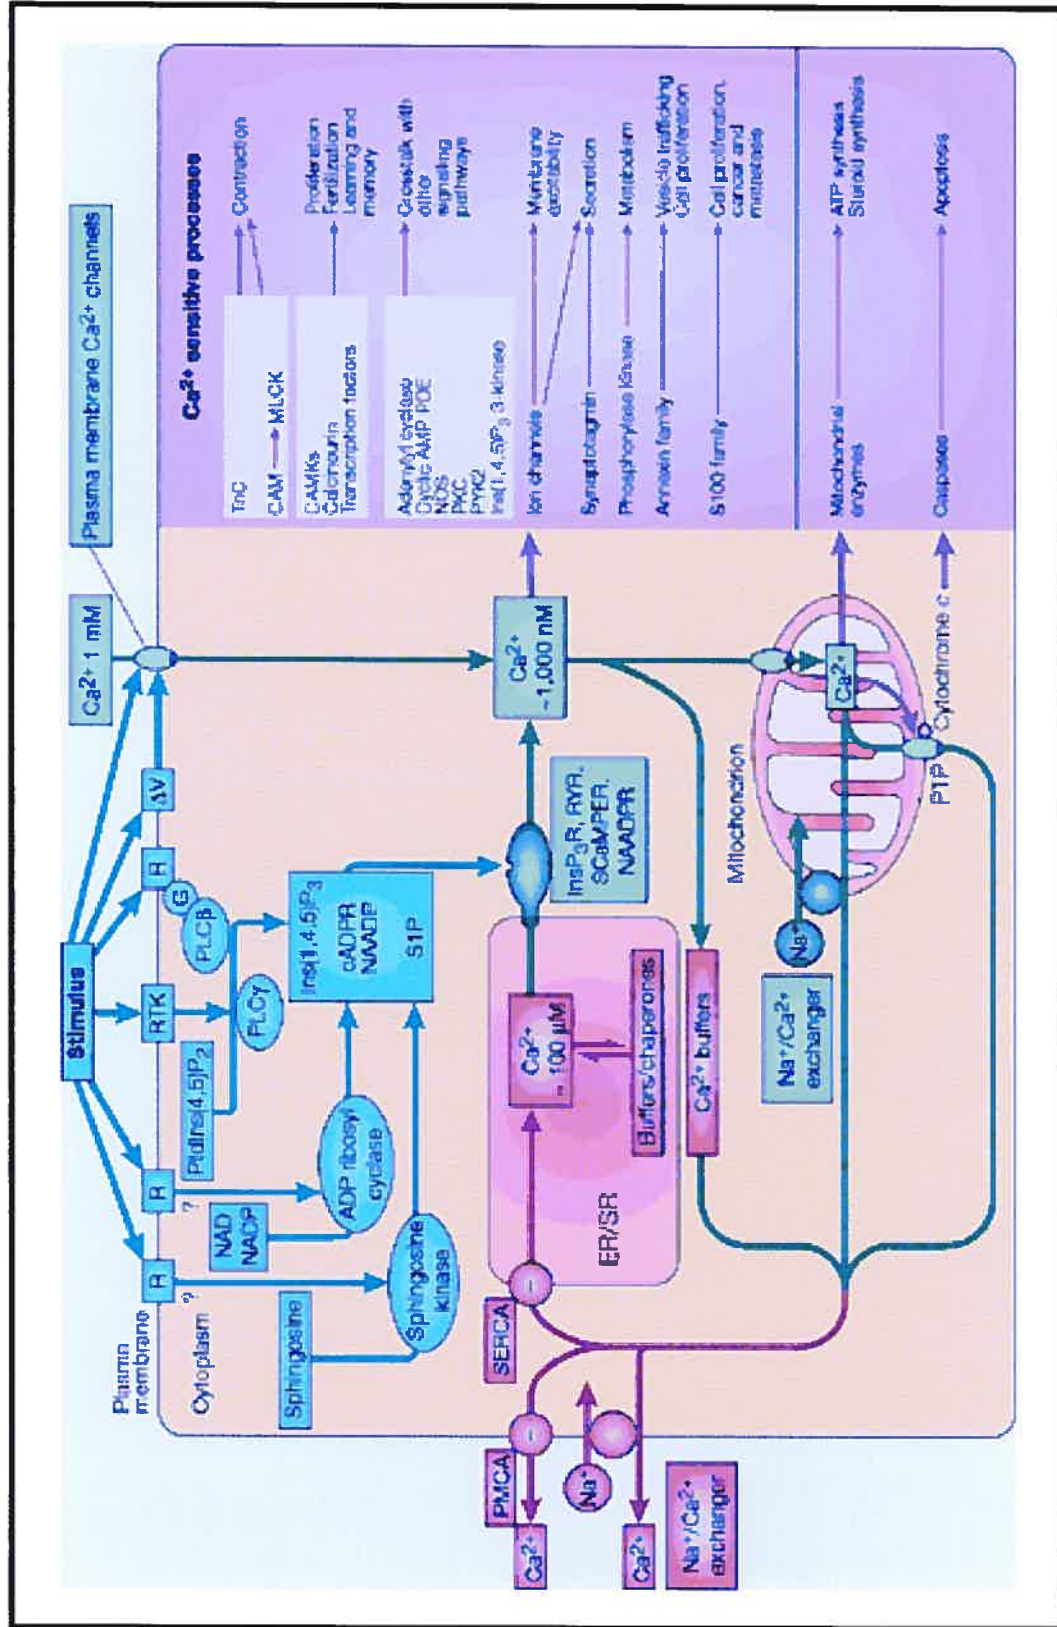 Stimulus
Ca²⁺ 1 mM
Plasma membrane Ca²⁺ channels
Plasma
membrane
Cytoplasm
R
?
R
?
RTK
R
G
ΔV
PLCβ
PLCγ
PtdIns(4,5)P₂
NAD
NADP
Sphingosine
ADP ribosyl
cyclase
Sphingosine
kinase
Ins(1,4,5)P₃
cADPR
NAADP
S1P
PMCA
SERCA
Ca²⁺
Na⁺
Ca²⁺
Na⁺/Ca²⁺
exchanger
ER/SR
Ca²⁺
~ 100 µM
Buffers/chaperones
Ca²⁺ buffers
InsP₃R, RYR,
SCaMPER,
NAADPR
Ca²⁺
~1,000 nM
Na⁺/Ca²⁺
exchanger
Na⁺
Mitochondrion
Ca²⁺
PTP
Cytochrome c
Ca²⁺ sensitive processes
TnC
Contraction
CAM
MLCK
CAMKs
Calcineurin
Transcription factors
Proliferation
Fertilization
Learning and
memory
Adenylyl cyclase
Cyclic AMP PDE
NOS
PKC
PYK2
Ins(1,4,5)P₃ 3-kinase
Crosstalk with
other
signaling
pathways
Ion channels
Membrane
excitability
Synaptotagmin
Secretion
Phosphorylase kinase
Metabolism
Annexin family
Vesicle trafficking
Cell proliferation
S100 family
Cell proliferation,
cancer and
metastasis
Mitochondrial
enzymes
ATP synthesis
Steroid synthesis
Caspases
Apoptosis